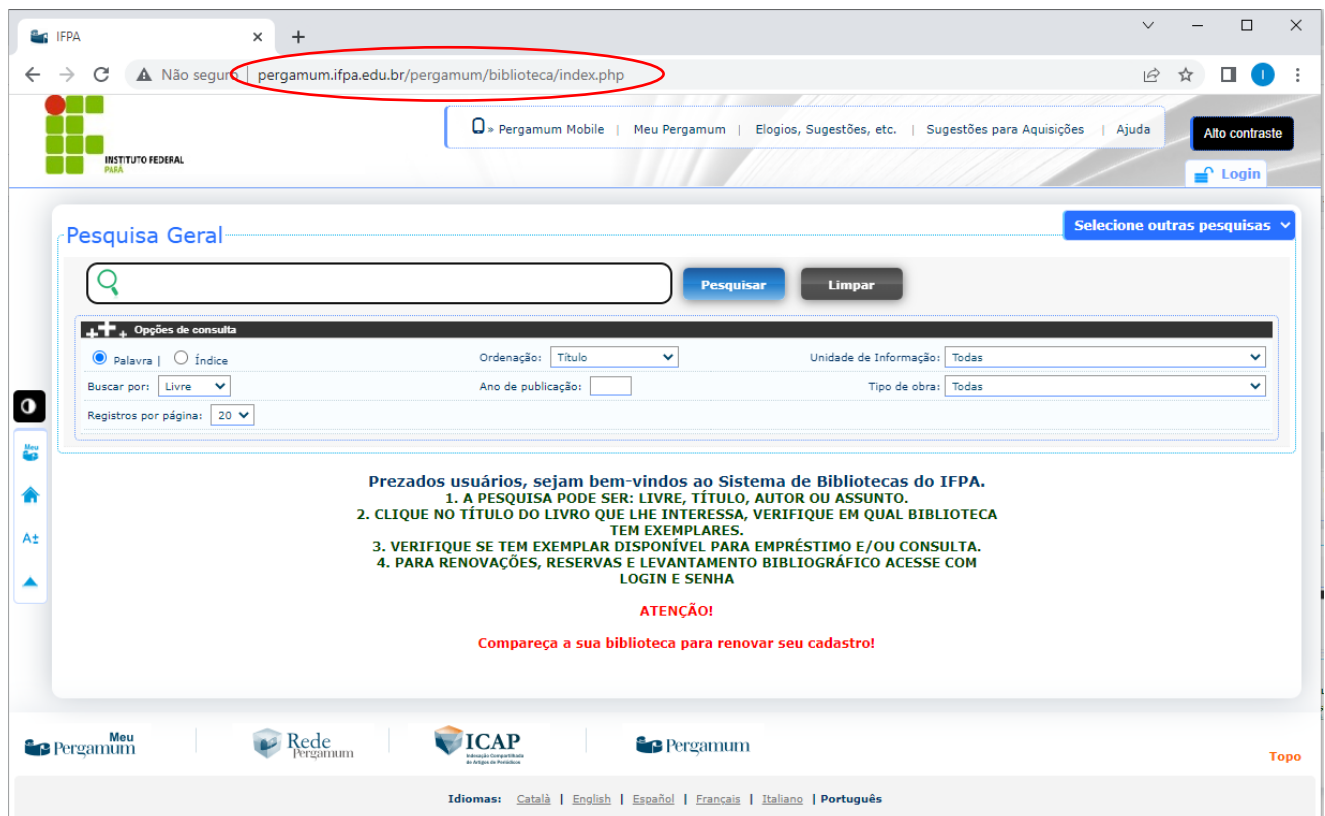 IFPA
Não seguro | pergamum.ifpa.edu.br/pergamum/biblioteca/index.php
I
» Pergamum Mobile | Meu Pergamum | Elogios, Sugestões, etc. | Sugestões para Aquisições | Ajuda
Alto contraste
INSTITUTO FEDERAL
PARÁ
Login
Selecione outras pesquisas
Pesquisa Geral
Pesquisar
Limpar
Opções de consulta
Palavra | Índice
Ordenação: Título
Unidade de Informação: Todas
Buscar por: Livre
Ano de publicação:
Tipo de obra: Todas
Registros por página: 20
Meu
A±
Prezados usuários, sejam bem-vindos ao Sistema de Bibliotecas do IFPA.
1. A PESQUISA PODE SER: LIVRE, TÍTULO, AUTOR OU ASSUNTO.
2. CLIQUE NO TÍTULO DO LIVRO QUE LHE INTERESSA, VERIFIQUE EM QUAL BIBLIOTECA
TEM EXEMPLARES.
3. VERIFIQUE SE TEM EXEMPLAR DISPONÍVEL PARA EMPRÉSTIMO E/OU CONSULTA.
4. PARA RENOVAÇÕES, RESERVAS E LEVANTAMENTO BIBLIOGRÁFICO ACESSE COM
LOGIN E SENHA
ATENÇÃO!
Compareça a sua biblioteca para renovar seu cadastro!
Meu
Pergamum
Rede
Pergamum
ICAP
Indexação Compartilhada
de Artigos de Periódicos
Pergamum
Topo
Idiomas: Català | English | Español | Français | Italiano | Português